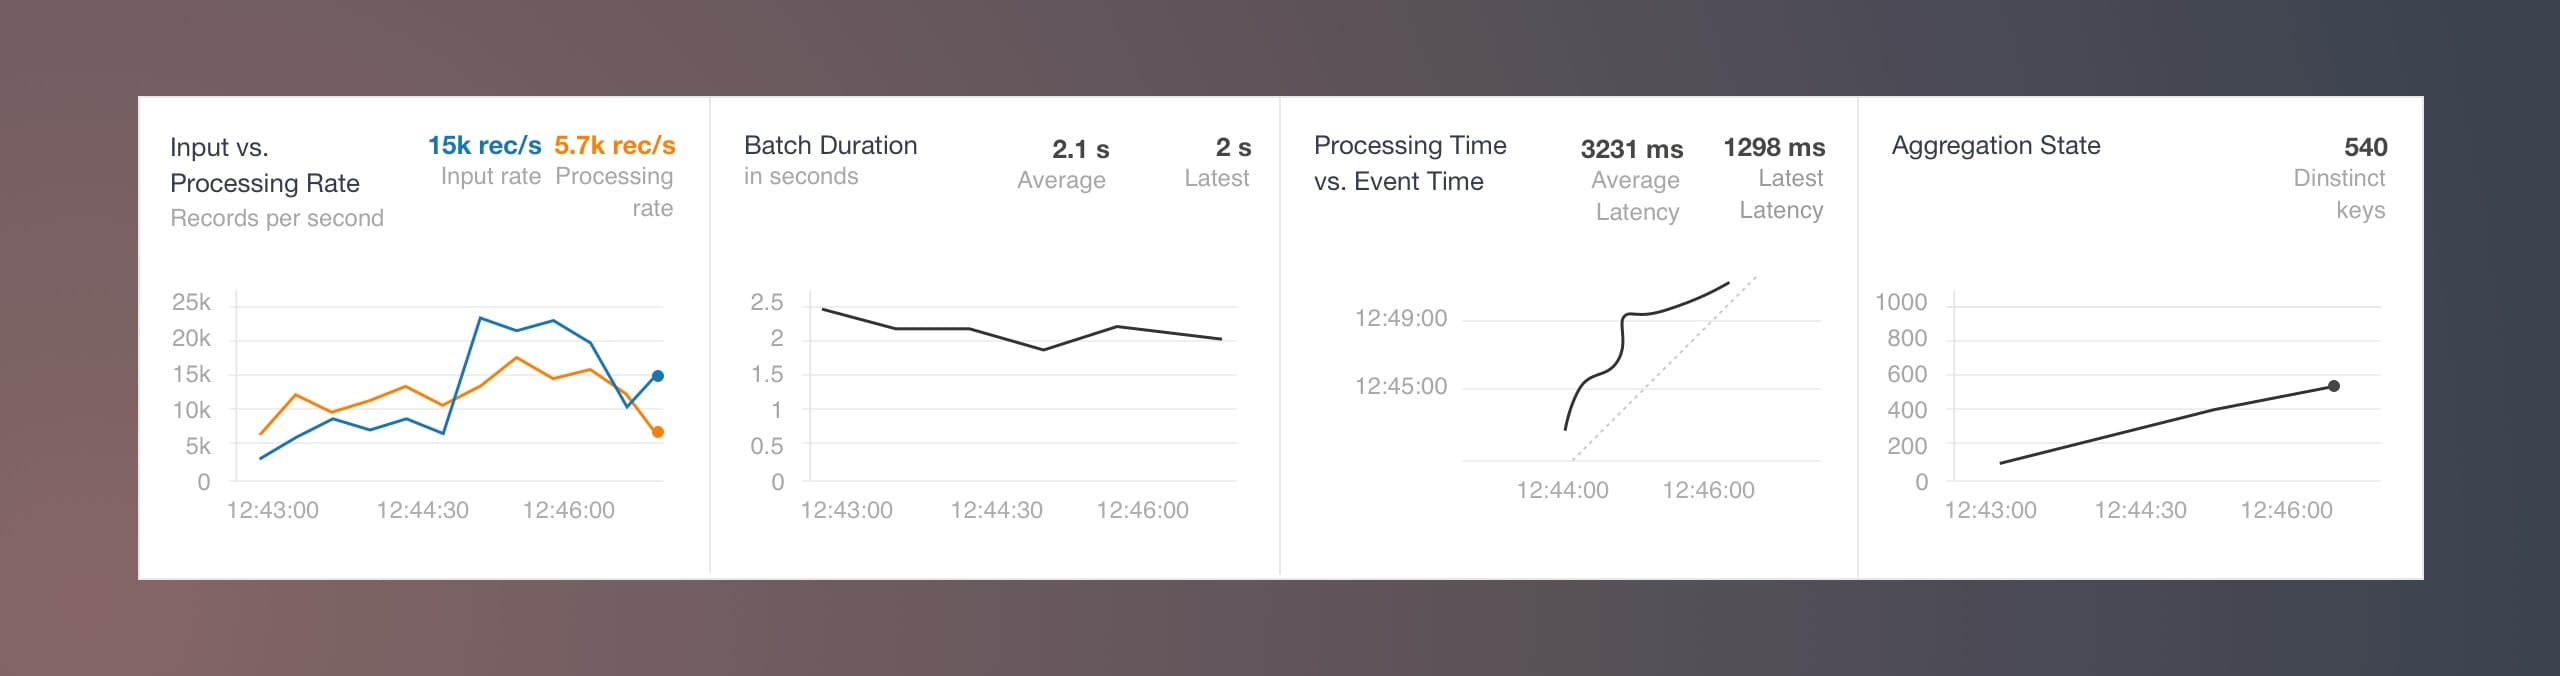 Input vs.
Processing Rate
Records per second
15k rec/s
Input rate
5.7k rec/s
Processing
rate
25k
20k
15k
10k
5k
0
12:43:00
12:44:30
12:46:00
Batch Duration
in seconds
2.1 s
Average
2 s
Latest
2.5
2
1.5
1
0.5
0
12:43:00
12:44:30
12:46:00
Processing Time
vs. Event Time
3231 ms
Average
Latency
1298 ms
Latest
Latency
12:49:00
12:45:00
12:44:00
12:46:00
Aggregation State
540
Dinstinct
keys
1000
800
600
400
200
0
12:43:00
12:44:30
12:46:00